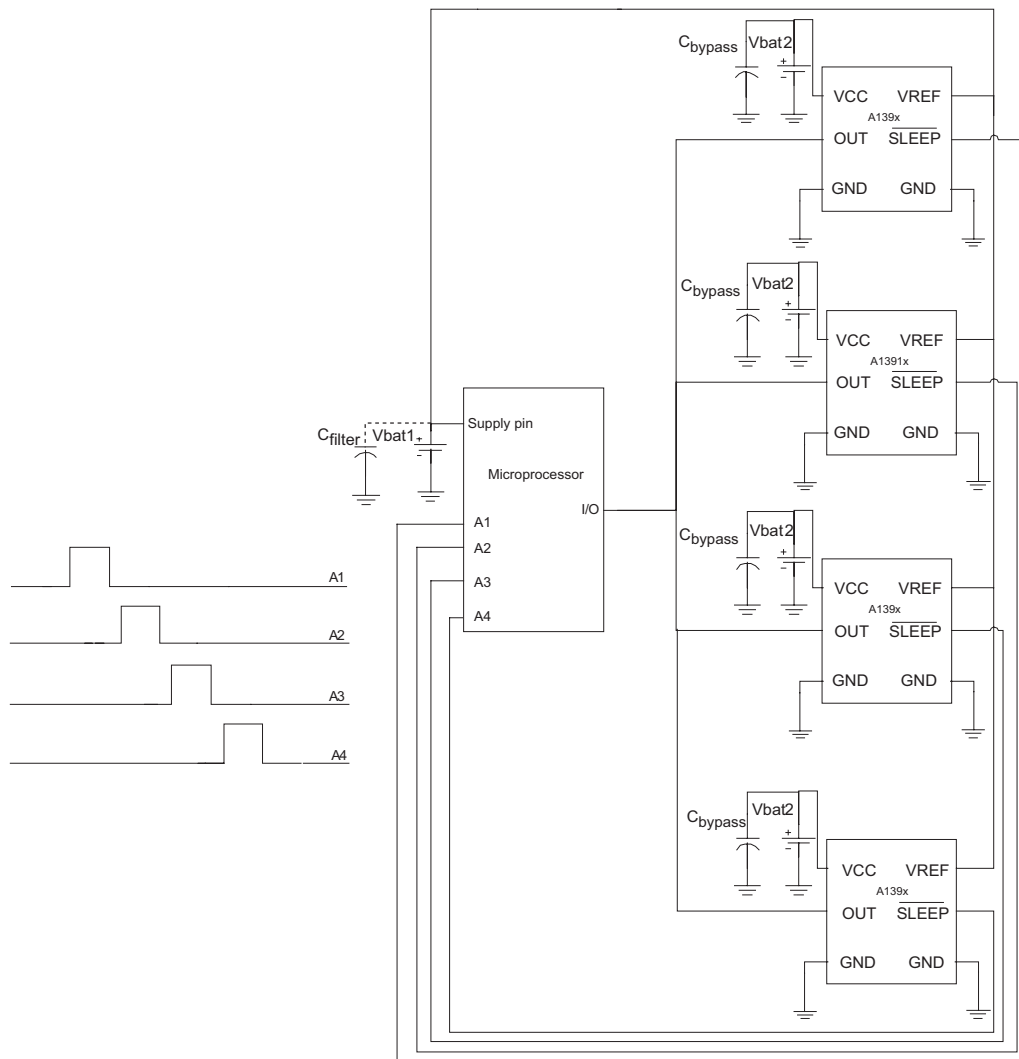 Cbypass Vbat2
+
-
VCC VREF
A139x
OUT SLEEP
GND GND
Cbypass Vbat2
+
-
VCC VREF
A1391x
OUT SLEEP
GND GND
Cfilter Vbat1 + Supply pin
-
Microprocessor
I/O
A1
A2
A3
A4
A1
A2
A3
A4
Cbypass Vbat2
+
-
VCC VREF
A139x
OUT SLEEP
GND GND
Cbypass Vbat2
+
-
VCC VREF
A139x
OUT SLEEP
GND GND